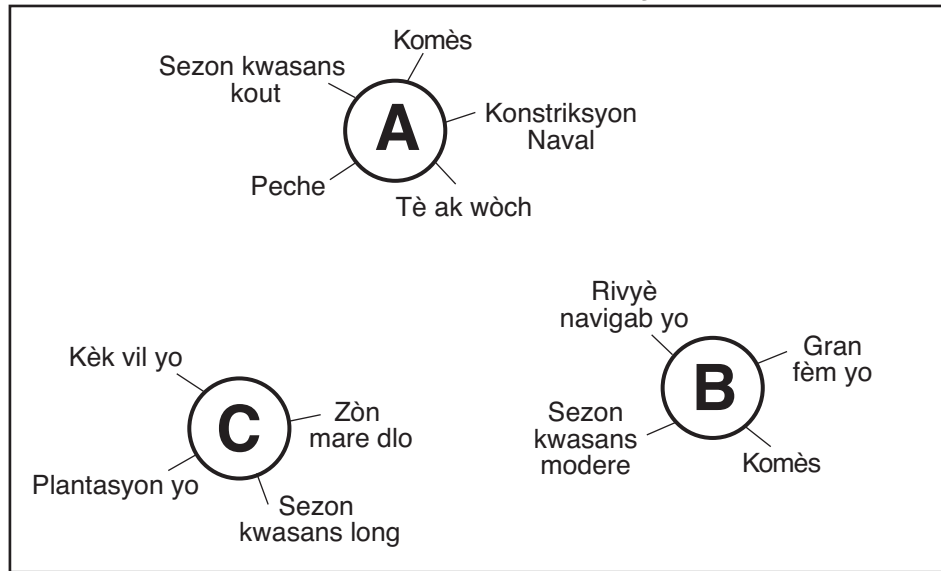 Komès
Sezon kwasans
kout
A
Konstriksyon
Naval
Peche
Tè ak wòch
Rivyè
navigab yo
Gran
fèm yo
B
Sezon
kwasans
modere
Komès
Kèk vil yo
C
Zòn
mare dlo
Plantasyon yo
Sezon
kwasans long